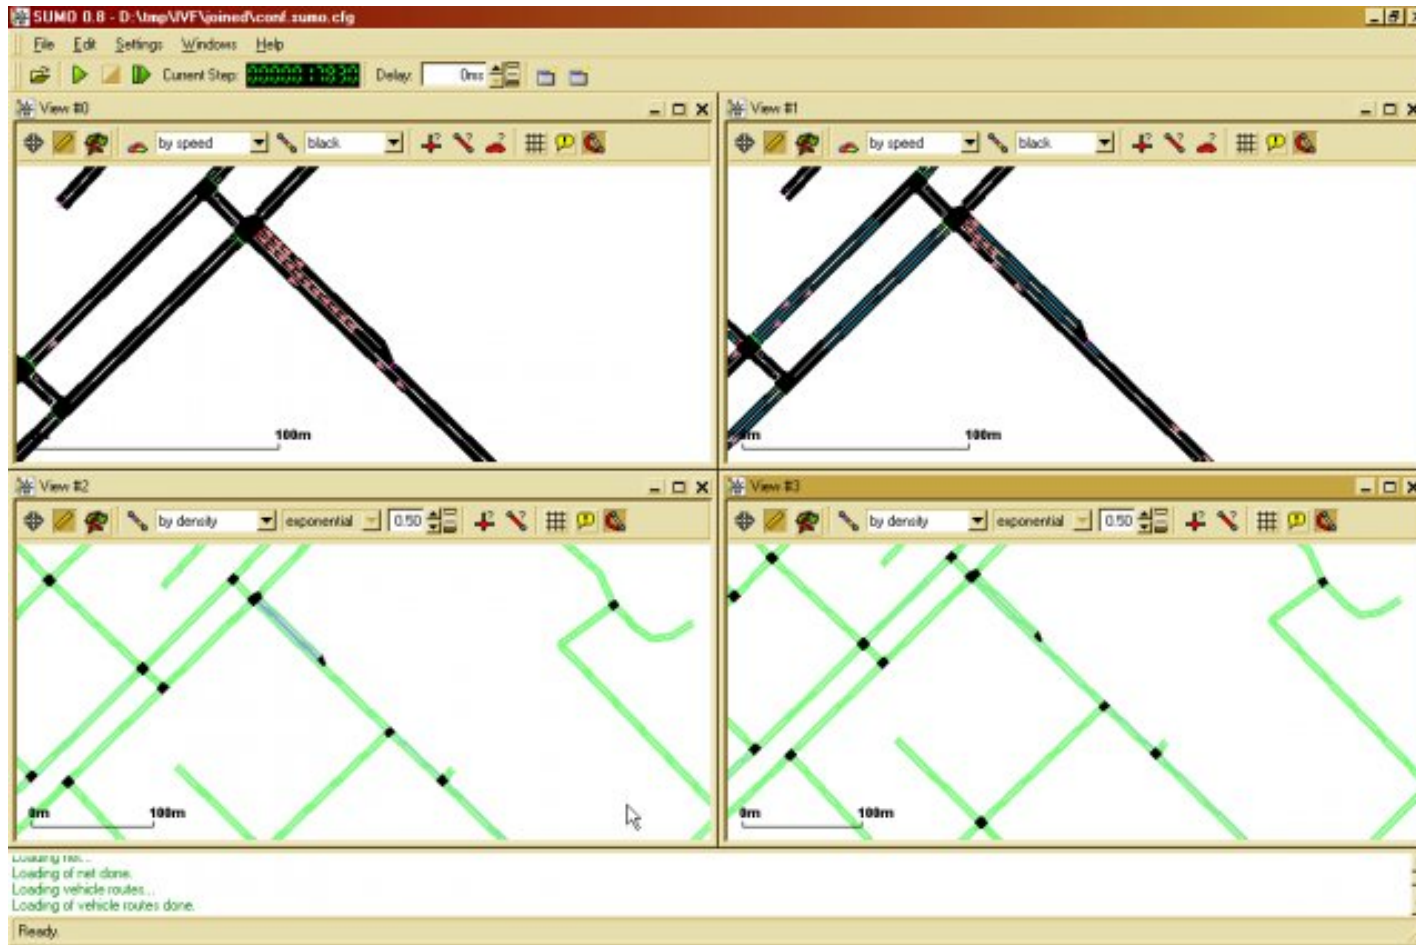 SUMO 0.8 - D:\tmp\IVF\joined\conf.sumo.cfg
File Edit Settings Windows Help
Current Step: Delay: 0ms
View #0
by speed black
100m
View #1
by speed black
0m 100m
View #2
by density exponential 0.50
0m 100m
View #3
by density exponential 0.50
0m 100m
Loading net...
Loading of net done.
Loading vehicle routes...
Loading of vehicle routes done.
Ready.